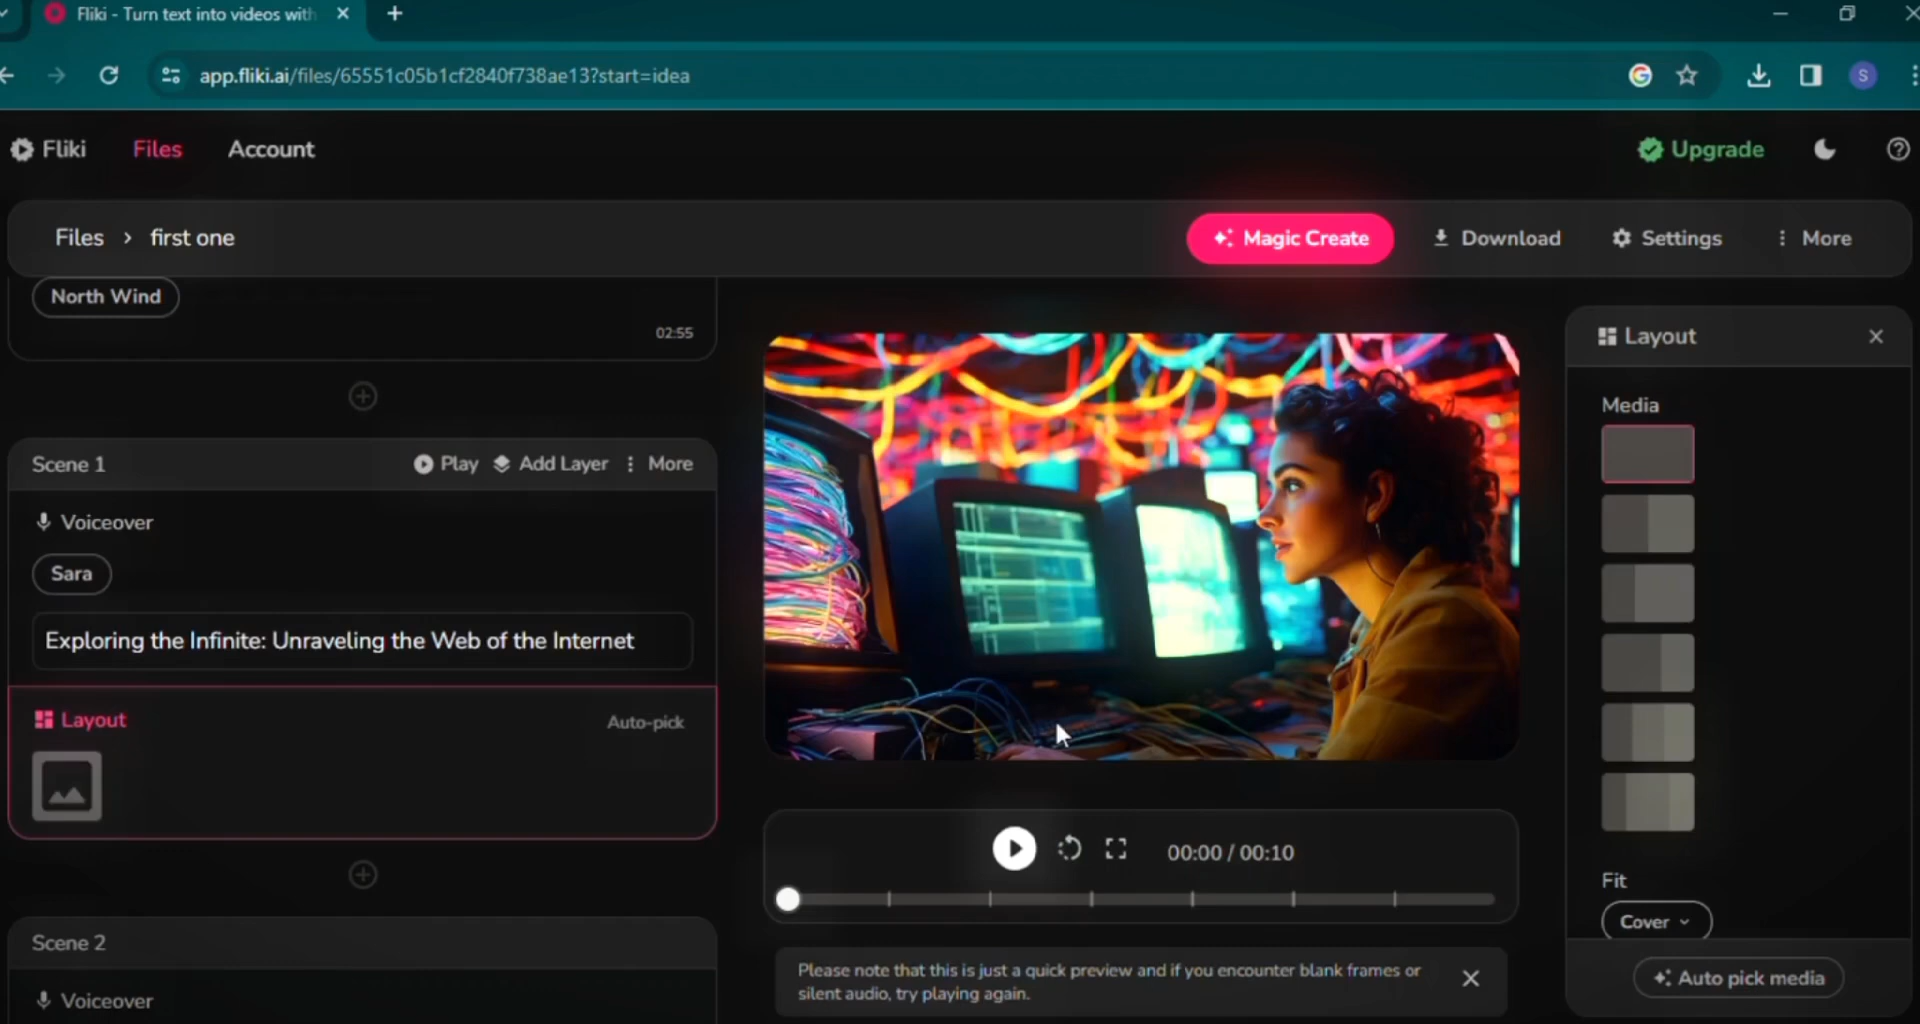 Fliki - Turn text into videos with
app.fliki.ai/files/65551c05b1cf2840f738ae13?start=idea
S
Fliki
Files
Account
Upgrade
Files > first one
Magic Create
Download
Settings
More
North Wind
02:55
Scene 1
Play
Add Layer
More
Voiceover
Sara
Exploring the Infinite: Unraveling the Web of the Internet
Layout
Auto-pick
Scene 2
Voiceover
00:00 / 00:10
Please note that this is just a quick preview and if you encounter blank frames or
silent audio, try playing again.
Layout
Media
Fit
Cover
Auto pick media